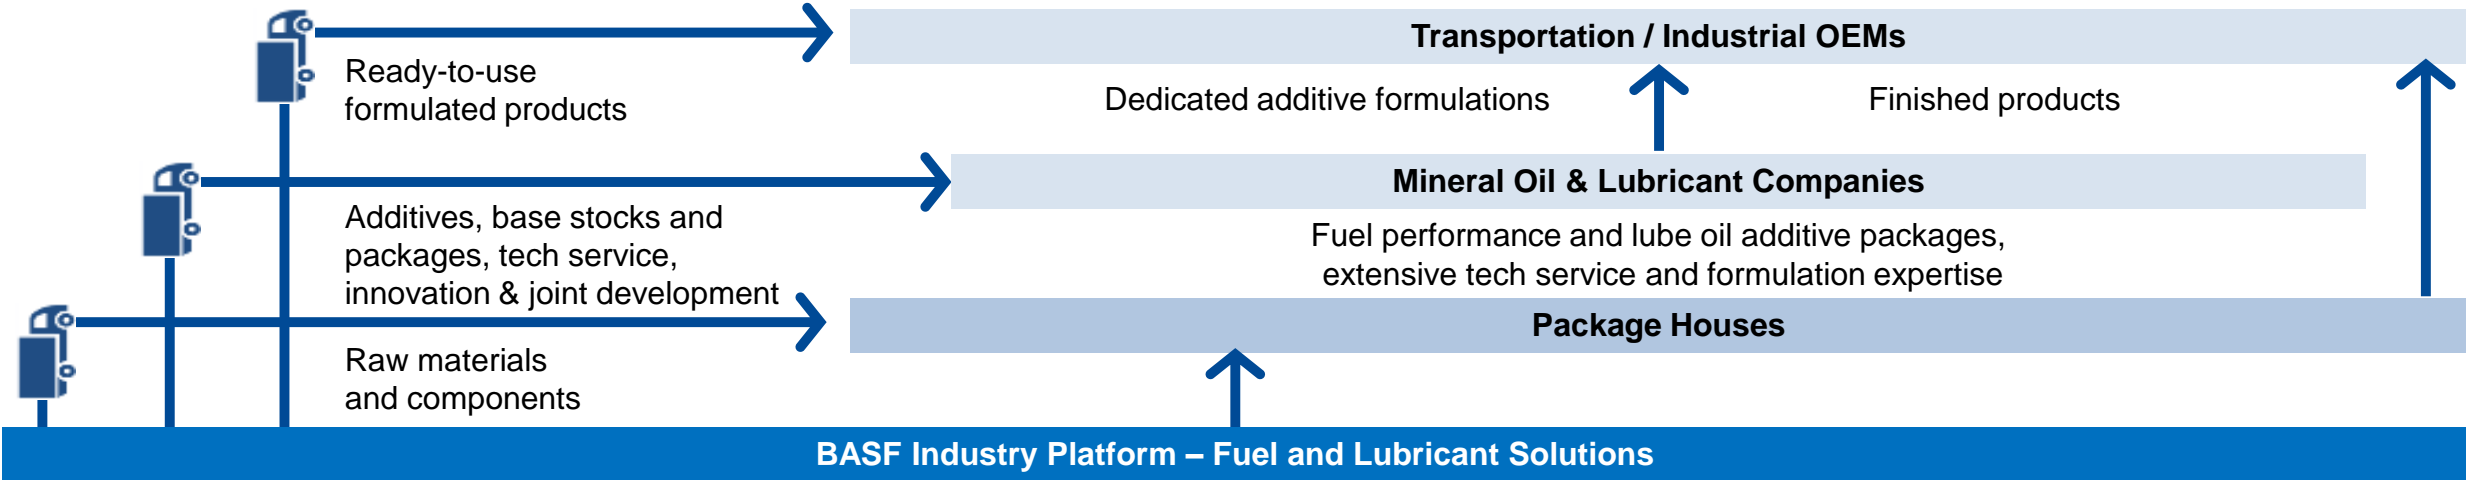 Transportation / Industrial OEMs
Ready-to-use
formulated products
Dedicated additive formulations
Finished products
Mineral Oil & Lubricant Companies
Additives, base stocks and
packages, tech service,
innovation & joint development
Fuel performance and lube oil additive packages,
extensive tech service and formulation expertise
Package Houses
Raw materials
and components
BASF Industry Platform – Fuel and Lubricant Solutions